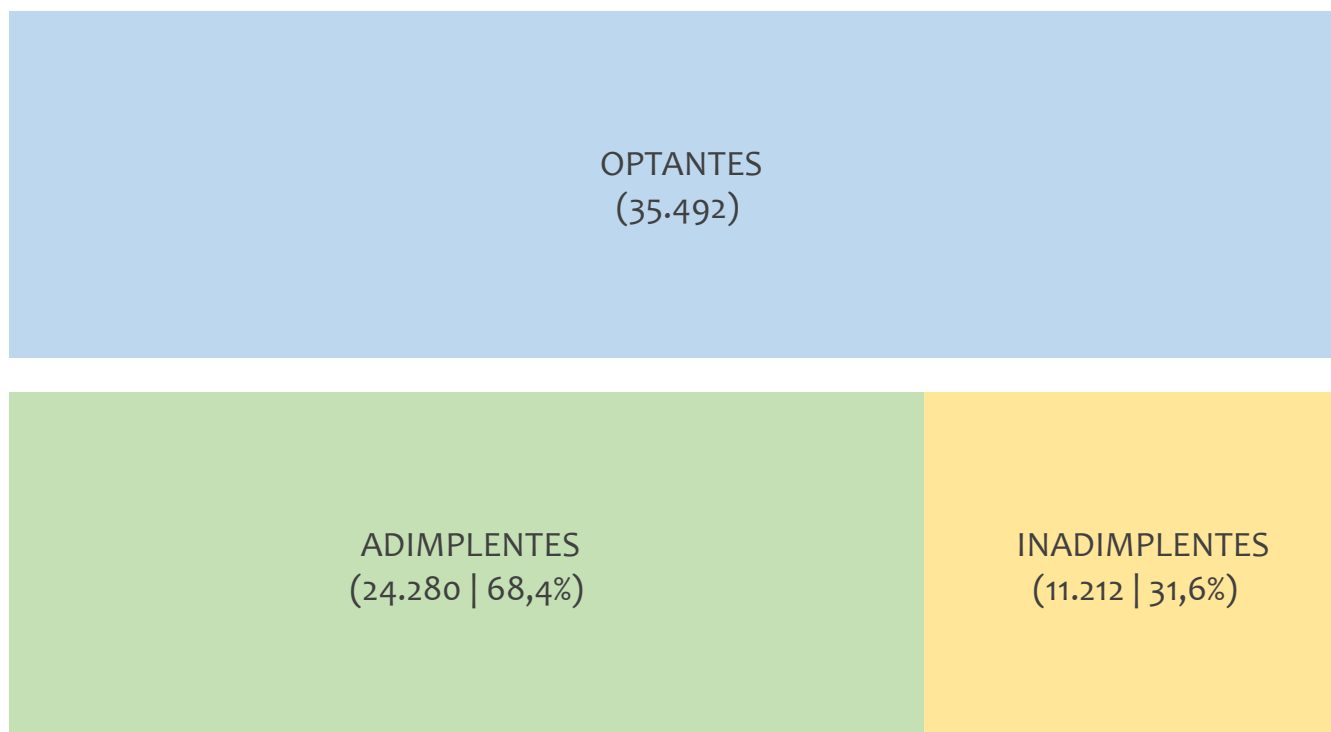 OPTANTES
(35.492)
ADIMPLENTES
(24.280 | 68,4%)
INADIMPLENTES
(11.212 | 31,6%)